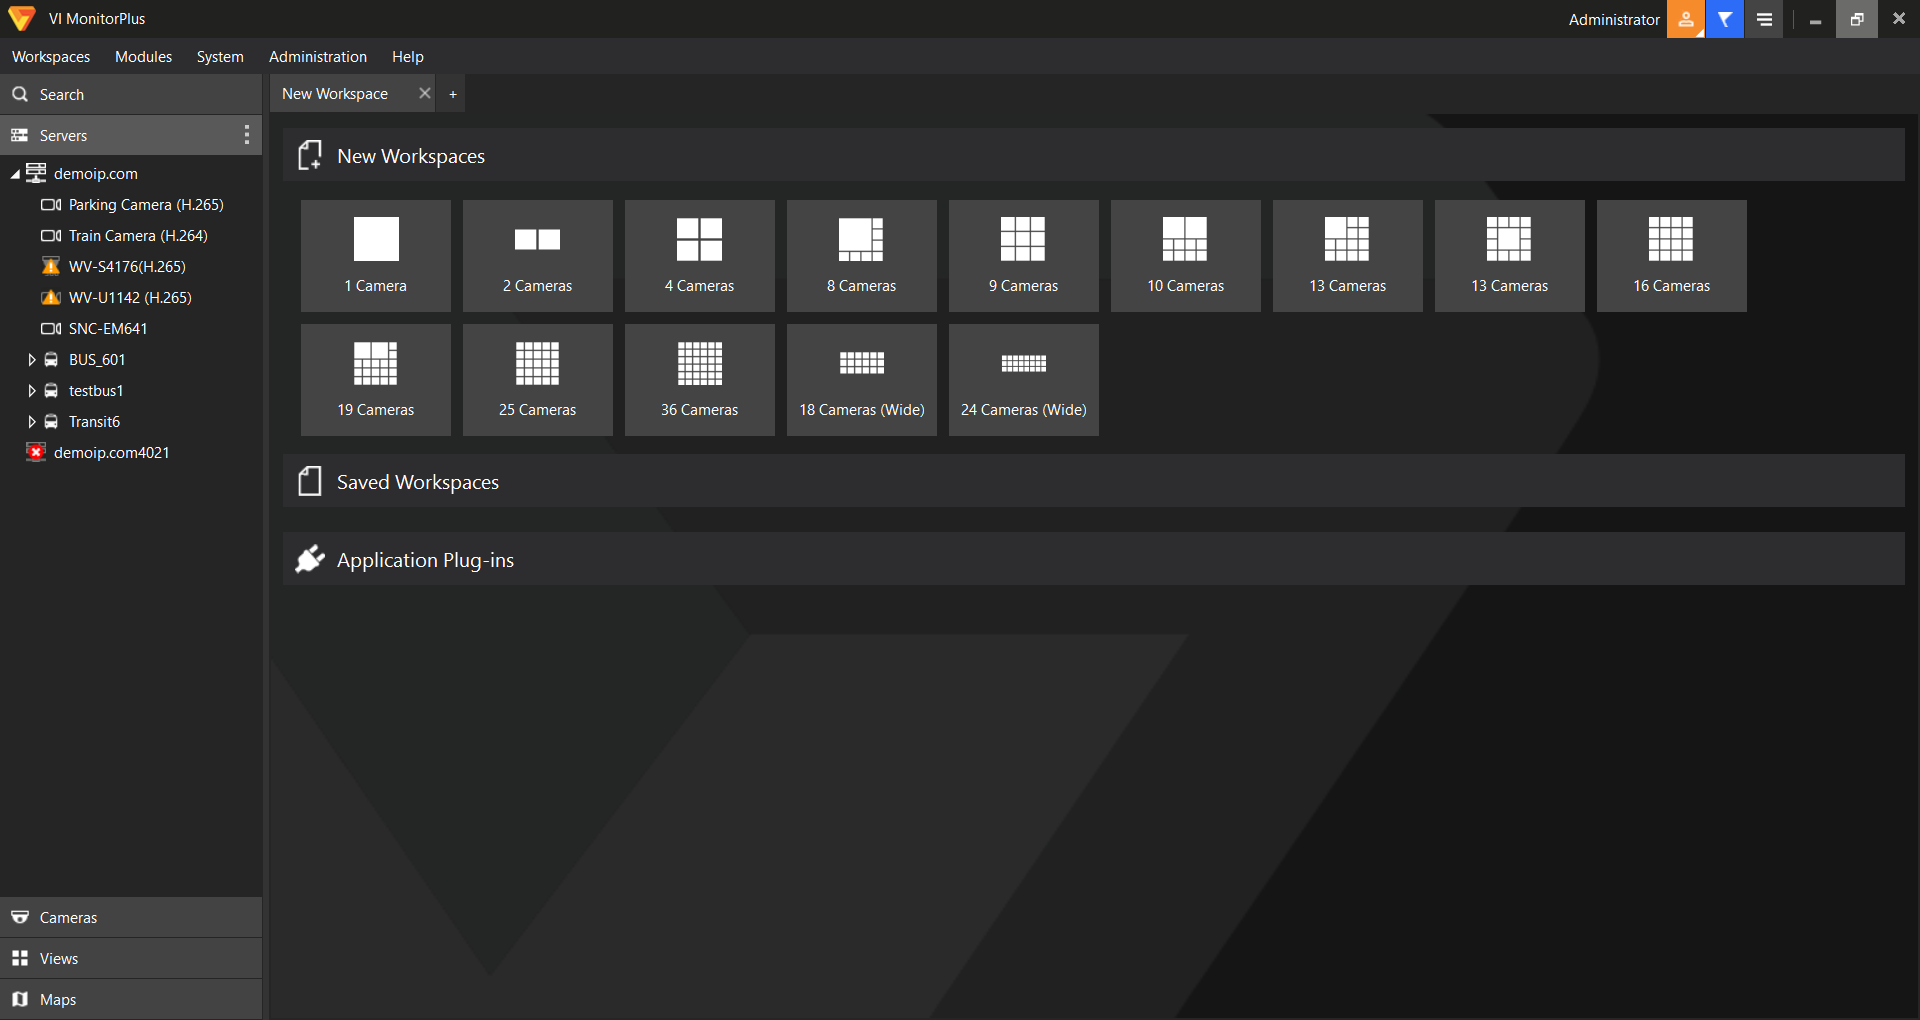 VI MonitorPlus
Administrator
Workspaces Modules System Administration Help
Search
New Workspace
Servers
demoip.com
Parking Camera (H.265)
Train Camera (H.264)
WV-S4176(H.265)
WV-U1142 (H.265)
SNC-EM641
BUS_601
testbus1
Transit6
demoip.com4021
New Workspaces
1 Camera
2 Cameras
4 Cameras
8 Cameras
9 Cameras
10 Cameras
13 Cameras
13 Cameras
16 Cameras
19 Cameras
25 Cameras
36 Cameras
18 Cameras (Wide)
24 Cameras (Wide)
Saved Workspaces
Application Plug-ins
Cameras
Views
Maps